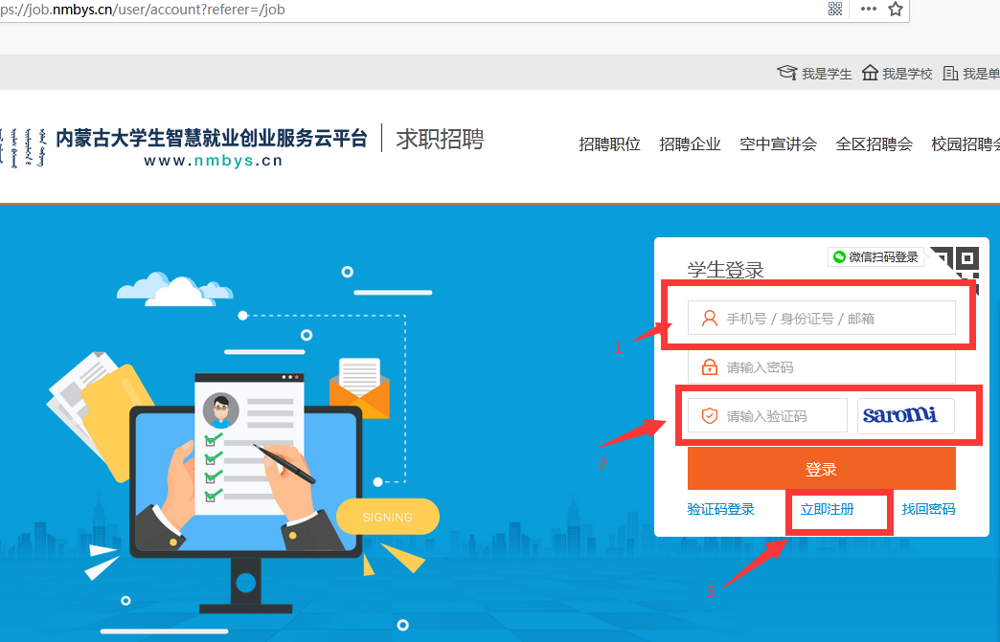 ps://job.nmbys.cn/user/account?referer=/job
我是学生 我是学校 我是单
内蒙古大学生智慧就业创业服务云平台 求职招聘
www.nmbys.cn
招聘职位 招聘企业 空中宣讲会 全区招聘会 校园招聘会
微信扫码登录
学生登录
手机号 / 身份证号 / 邮箱
1
请输入密码
请输入验证码 saromi
2
登录
验证码登录 立即注册 找回密码
SIGNING
3